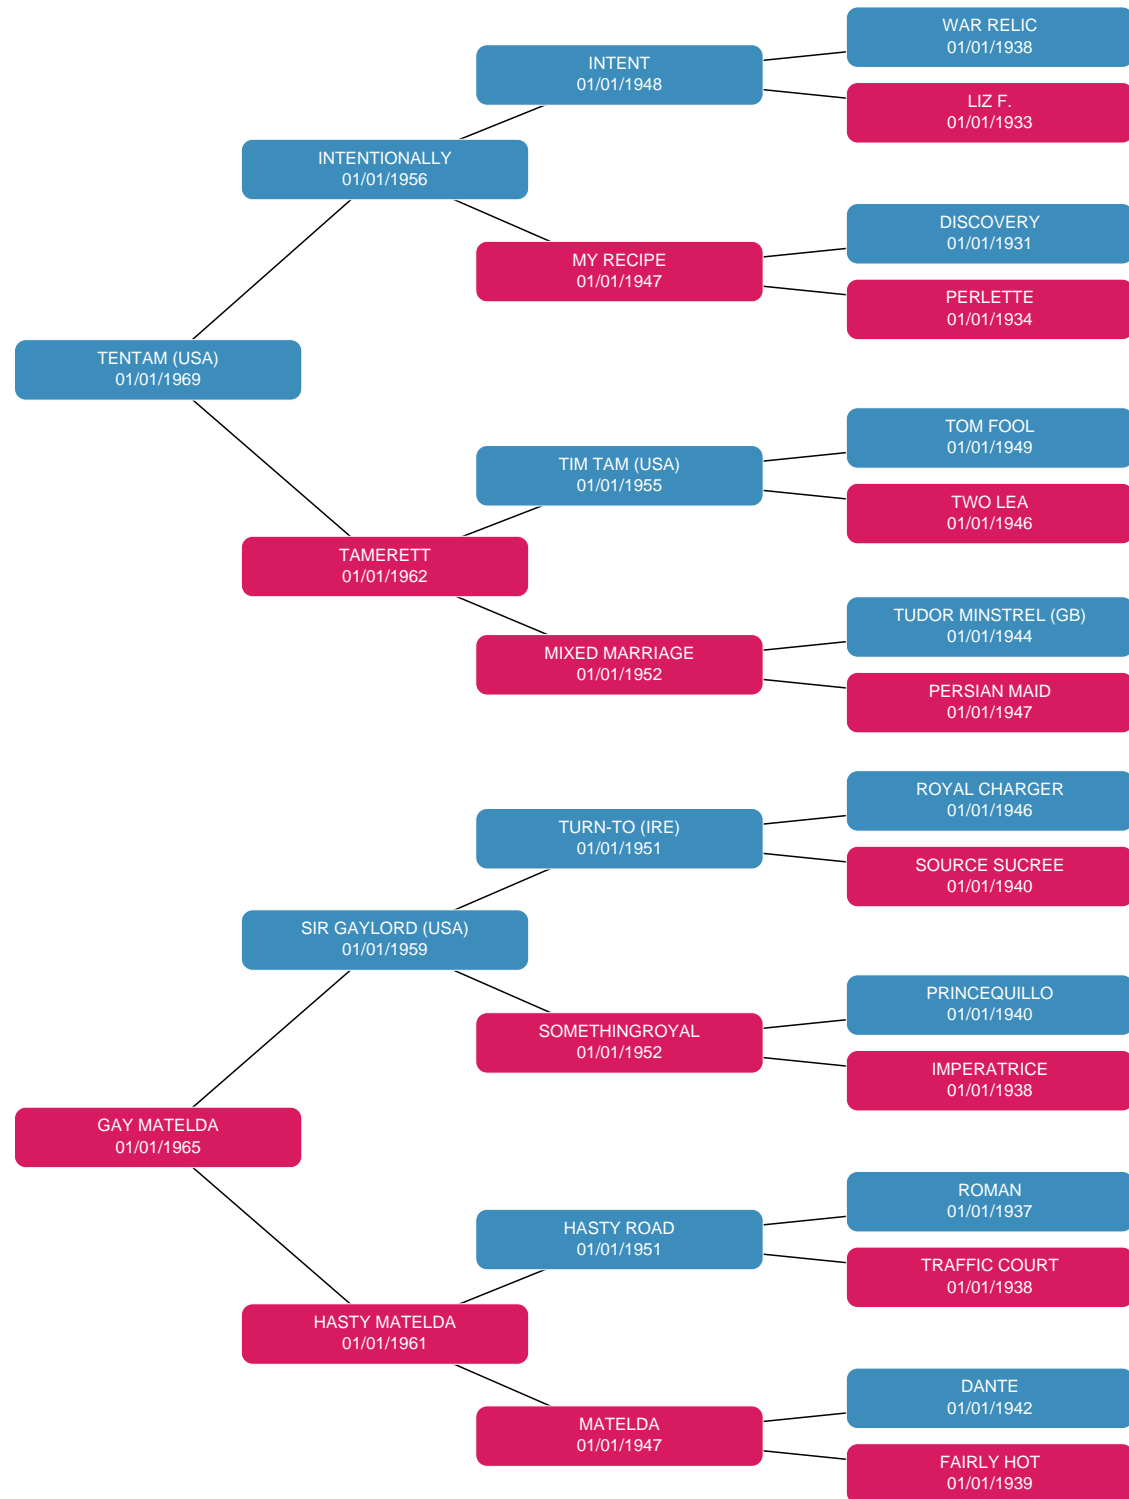 WAR RELIC
01/01/1938
INTENT
01/01/1948
LIZ F.
01/01/1933
INTENTIONALLY
01/01/1956
DISCOVERY
01/01/1931
MY RECIPE
01/01/1947
PERLETTE
01/01/1934
TENTAM (USA)
01/01/1969
TOM FOOL
01/01/1949
TIM TAM (USA)
01/01/1955
TWO LEA
01/01/1946
TAMERETT
01/01/1962
TUDOR MINSTREL (GB)
01/01/1944
MIXED MARRIAGE
01/01/1952
PERSIAN MAID
01/01/1947
ROYAL CHARGER
01/01/1946
TURN-TO (IRE)
01/01/1951
SOURCE SUCREE
01/01/1940
SIR GAYLORD (USA)
01/01/1959
PRINCEQUILLO
01/01/1940
SOMETHINGROYAL
01/01/1952
IMPERATRICE
01/01/1938
GAY MATELDA
01/01/1965
ROMAN
01/01/1937
HASTY ROAD
01/01/1951
TRAFFIC COURT
01/01/1938
HASTY MATELDA
01/01/1961
DANTE
01/01/1942
MATELDA
01/01/1947
FAIRLY HOT
01/01/1939